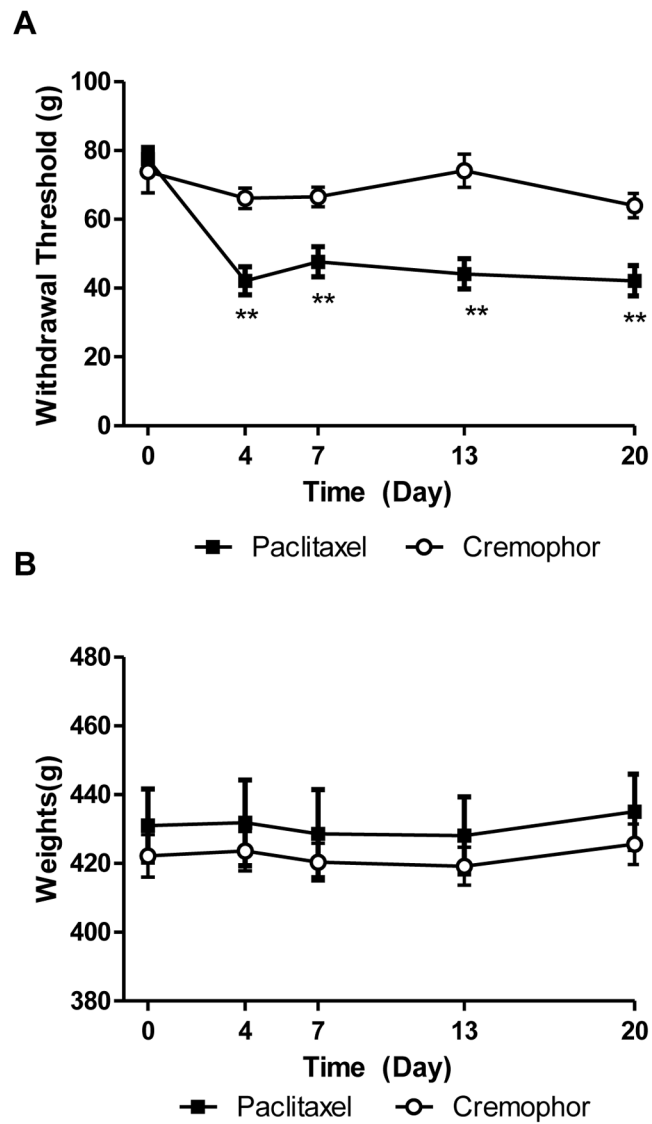 A
Withdrawal Threshold (g)
100
80
60
40
20
0
** ** ** **
0 4 7 13 20
Time (Day)
Paclitaxel Cremophor
B
Weights(g)
480
460
440
420
400
380
0 4 7 13 20
Time (Day)
Paclitaxel Cremophor